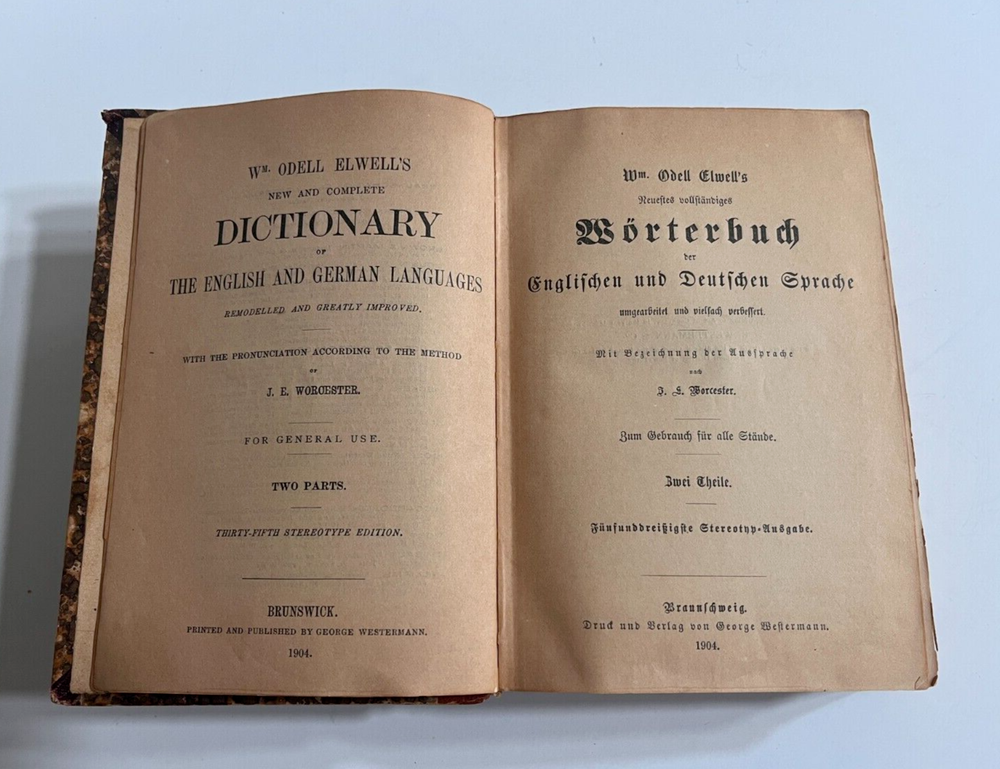 Wᴹ. ODELL ELWELL'S
NEW AND COMPLETE
DICTIONARY
OF
THE ENGLISH AND GERMAN LANGUAGES
REMODELLED AND GREATLY IMPROVED.
WITH THE PRONUNCIATION ACCORDING TO THE METHOD
OF
J. E. WORCESTER.
FOR GENERAL USE.
TWO PARTS.
THIRTY-FIFTH STEREOTYPE EDITION.
BRUNSWICK.
PRINTED AND PUBLISHED BY GEORGE WESTERMANN.
1904.
Wm. Odell Elwell's
Neueſtes vollſtändiges
Wörterbuch
der
Engliſchen und Deutſchen Sprache
umgearbeitet und vielfach verbeſſert.
Mit Bezeichnung der Ausſprache
nach
J. E. Worceſter.
Zum Gebrauch für alle Stände.
Zwei Theile.
Fünfunddreißigſte Stereotyp-Ausgabe.
Braunſchweig.
Druck und Verlag von George Weſtermann.
1904.